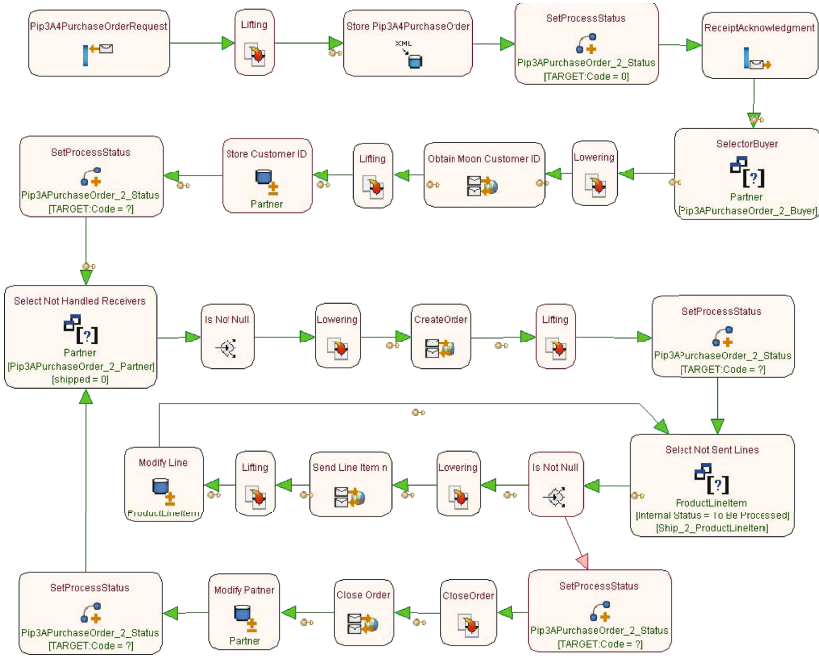 Pip3A4PurchaseOrderRequest
Lifting
Store Pip3A4PurchaseOrder
XML
SetProcessStatus
Pip3APurchaseOrder_2_Status
[TARGET:Code = 0]
ReceiptAcknowledgment
SetProcessStatus
Pip3APurchaseOrder_2_Status
[TARGET:Code = ?]
Store Customer ID
Partner
Lifting
Obtain Moon Customer ID
Lowering
SelectorBuyer
[?]
Partner
[Pip3APurchaseOrder_2_Buyer]
Select Not Handled Receivers
[?]
Partner
[Pip3APurchaseOrder_2_Partner]
[shipped = 0]
Is Not Null
Lowering
CreateOrder
Lifting
SetProcessStatus
Pip3APurchaseOrder_2_Status
[TARGET:Code = ?]
Modify Line
ProductLineItem
Lifting
Send Line Item n
Lowering
Is Not Null
Select Not Sent Lines
[?]
ProductLineItem
[Internal Status = To Be Processed]
[Ship_2_ProductLineItem]
SetProcessStatus
Pip3APurchaseOrder_2_Status
[TARGET:Code = ?]
Modify Partner
Partner
Close Order
CloseOrder
SetProcessStatus
Pip3APurchaseOrder_2_Status
[TARGET:Code = ?]